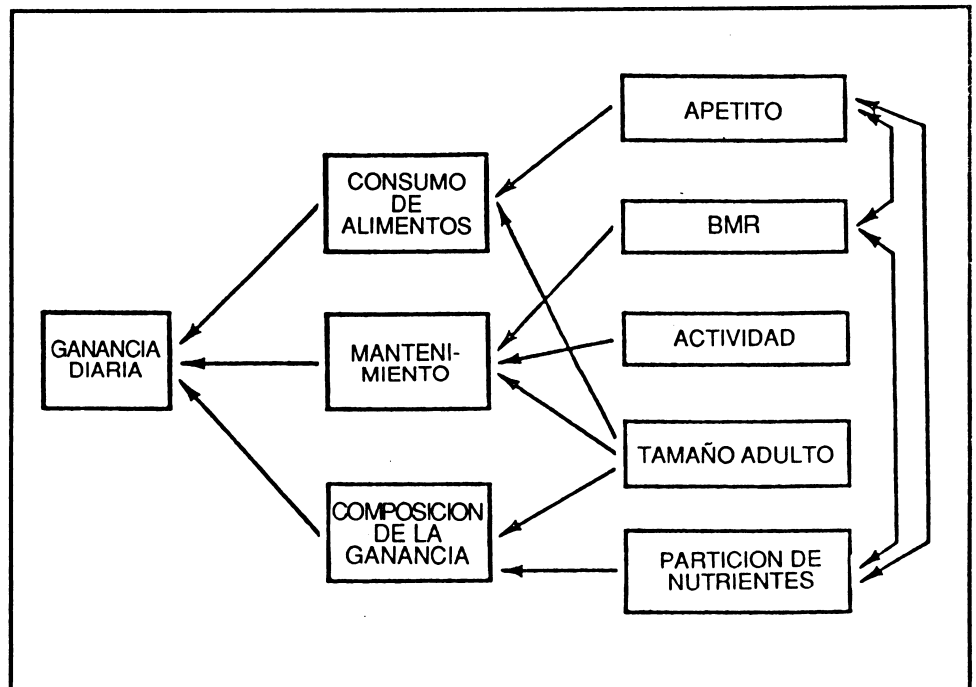 APETITO
CONSUMO
DE
ALIMENTOS
BMR
GANANCIA
DIARIA
MANTENI-
MIENTO
ACTIVIDAD
TAMAÑO ADULTO
COMPOSICION
DE LA
GANANCIA
PARTICION DE
NUTRIENTES